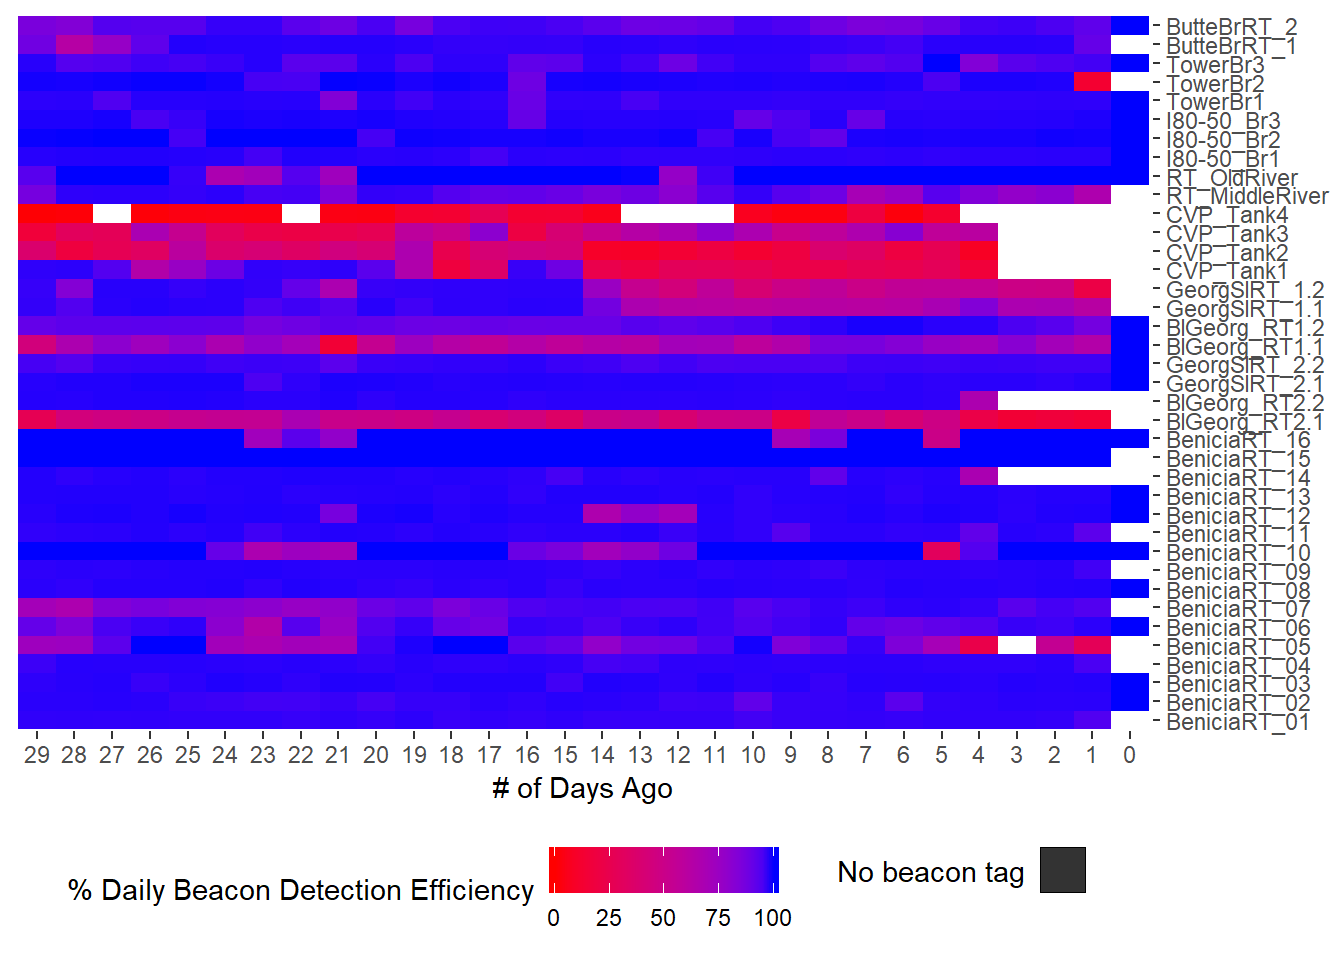 ButteBrRT_2
ButteBrRT_1
TowerBr3
TowerBr2
TowerBr1
I80-50_Br3
I80-50_Br2
I80-50_Br1
RT_OldRiver
RT_MiddleRiver
CVP_Tank4
CVP_Tank3
CVP_Tank2
CVP_Tank1
GeorgSlRT_1.2
GeorgSlRT_1.1
BlGeorg_RT1.2
BlGeorg_RT1.1
GeorgSlRT_2.2
GeorgSlRT_2.1
BlGeorg_RT2.2
BlGeorg_RT2.1
BeniciaRT_16
BeniciaRT_15
BeniciaRT_14
BeniciaRT_13
BeniciaRT_12
BeniciaRT_11
BeniciaRT_10
BeniciaRT_09
BeniciaRT_08
BeniciaRT_07
BeniciaRT_06
BeniciaRT_05
BeniciaRT_04
BeniciaRT_03
BeniciaRT_02
BeniciaRT_01
29 28 27 26 25 24 23 22 21 20 19 18 17 16 15 14 13 12 11 10 9 8 7 6 5 4 3 2 1 0
# of Days Ago
% Daily Beacon Detection Efficiency
0 25 50 75 100
No beacon tag